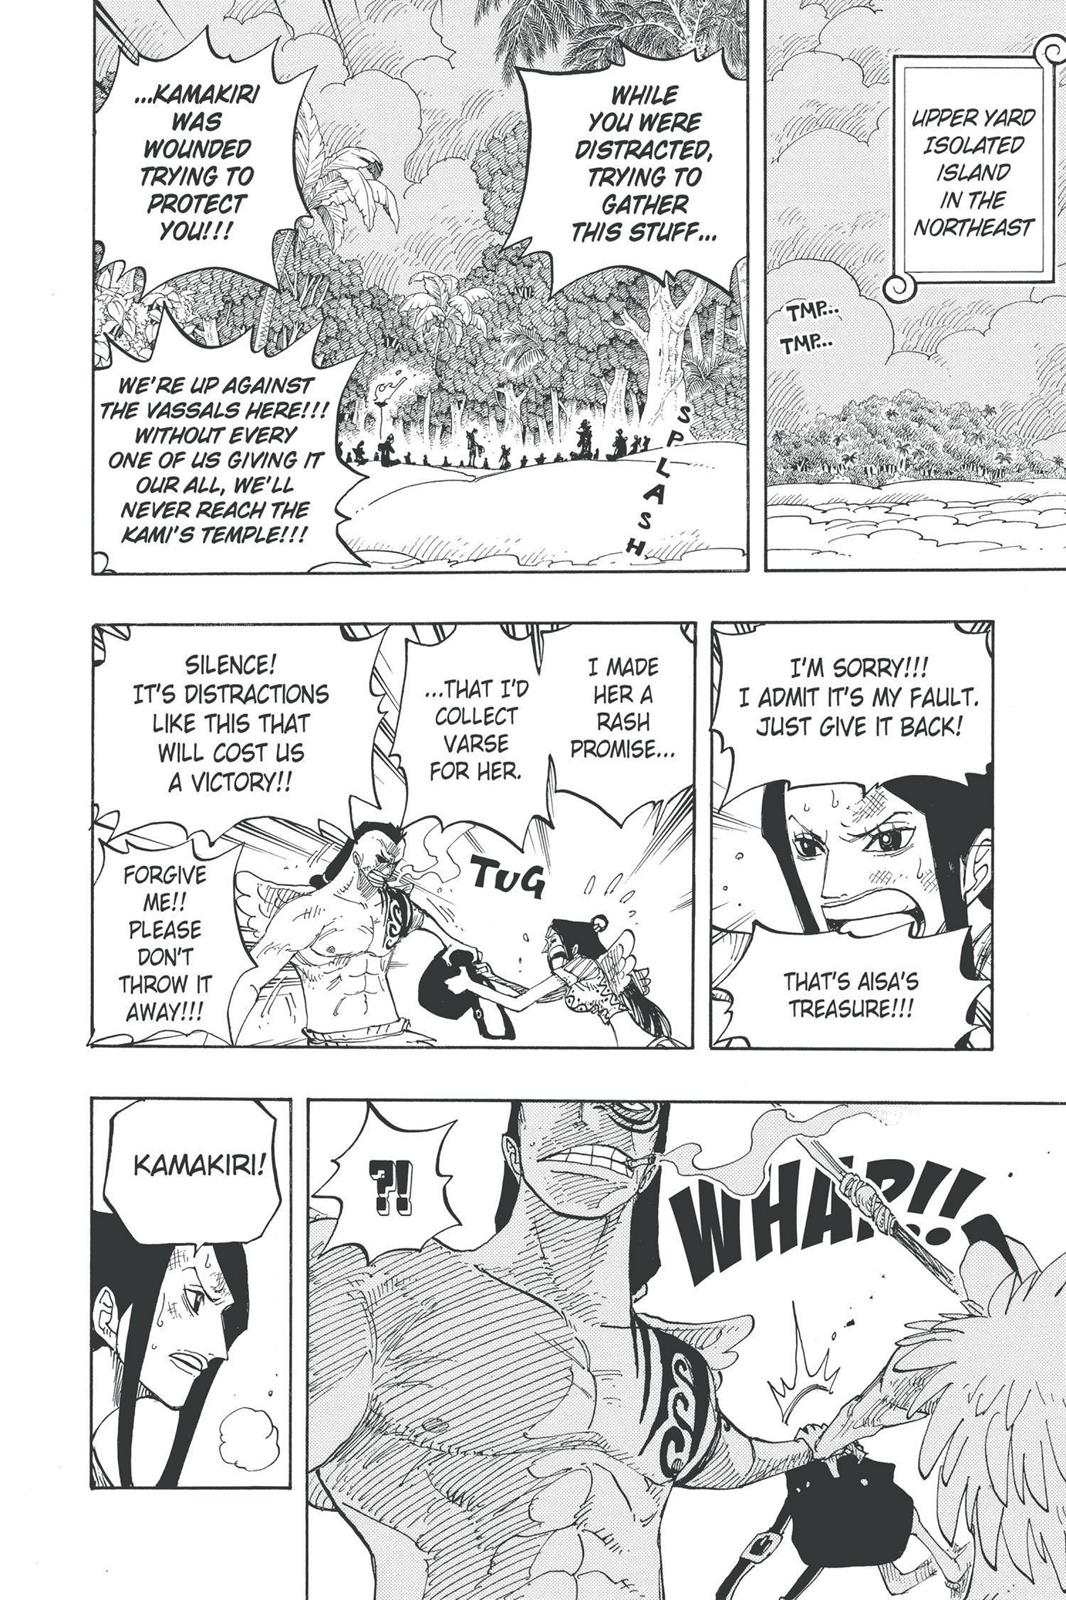 UPPER YARD
ISOLATED
ISLAND
IN THE
NORTHEAST
TMP...
TMP...
WHILE
YOU WERE
DISTRACTED,
TRYING TO
GATHER
THIS STUFF...
...KAMAKIRI
WAS
WOUNDED
TRYING TO
PROTECT
YOU!!!
SPLASH
WE'RE UP AGAINST
THE VASSALS HERE!!!
WITHOUT EVERY
ONE OF US GIVING IT
OUR ALL, WE'LL
NEVER REACH THE
KAMI'S TEMPLE!!!
I'M SORRY!!!
I ADMIT IT'S MY FAULT.
JUST GIVE IT BACK!
THAT'S AISA'S
TREASURE!!!
I MADE
HER A
RASH
PROMISE...
...THAT I'D
COLLECT
VARSE
FOR HER.
TUG
SILENCE!
IT'S DISTRACTIONS
LIKE THIS THAT
WILL COST US
A VICTORY!!
FORGIVE
ME!!
PLEASE
DON'T
THROW IT
AWAY!!!
WHAP!!
?!
KAMAKIRI!